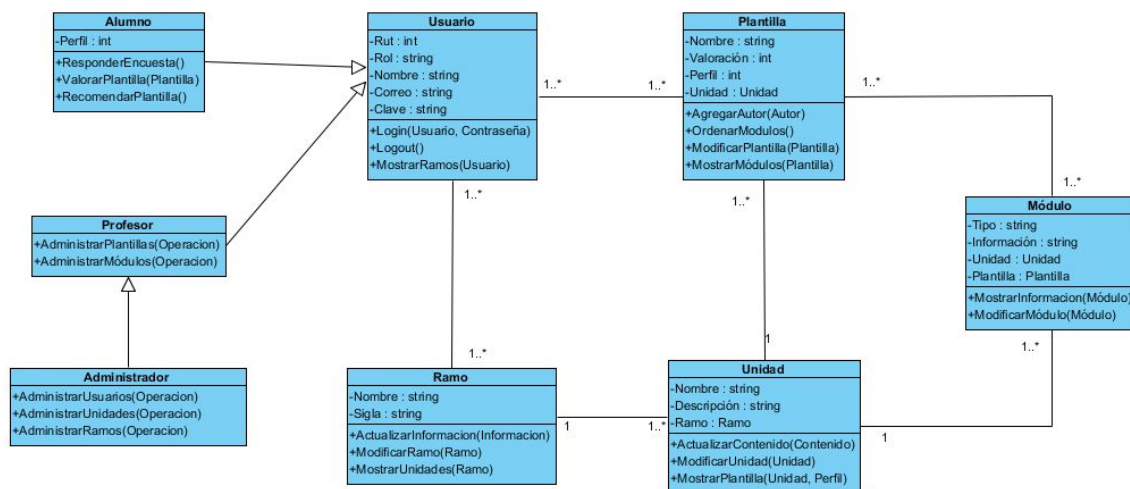 Alumno
-Perfil : int
+ResponderEncuesta()
+ValorarPlantilla(Plantilla)
+RecomendarPlantilla()
Usuario
-Rut : int
-Rol : string
-Nombre : string
-Correo : string
-Clave : string
+Login(Usuario, Contraseña)
+Logout()
+MostrarRamos(Usuario)
1..*
1..*
Plantilla
-Nombre : string
-Valoración : int
-Perfil : int
-Unidad : Unidad
+AgregarAutor(Autor)
+OrdenarModulos()
+ModificarPlantilla(Plantilla)
+MostrarMódulos(Plantilla)
1..*
1..*
1..*
1..*
Profesor
+AdministrarPlantillas(Operacion)
+AdministrarMódulos(Operacion)
Módulo
-Tipo : string
-Información : string
-Unidad : Unidad
-Plantilla : Plantilla
+MostrarInformacion(Módulo)
+ModificarMódulo(Módulo)
1..*
1
1..*
Administrador
+AdministrarUsuarios(Operacion)
+AdministrarUnidades(Operacion)
+AdministrarRamos(Operacion)
Ramo
-Nombre : string
-Sigla : string
+ActualizarInformacion(Informacion)
+ModificarRamo(Ramo)
+MostrarUnidades(Ramo)
1
1..*
Unidad
-Nombre : string
-Descripción : string
-Ramo : Ramo
+ActualizarContenido(Contenido)
+ModificarUnidad(Unidad)
+MostrarPlantilla(Unidad, Perfil)
1